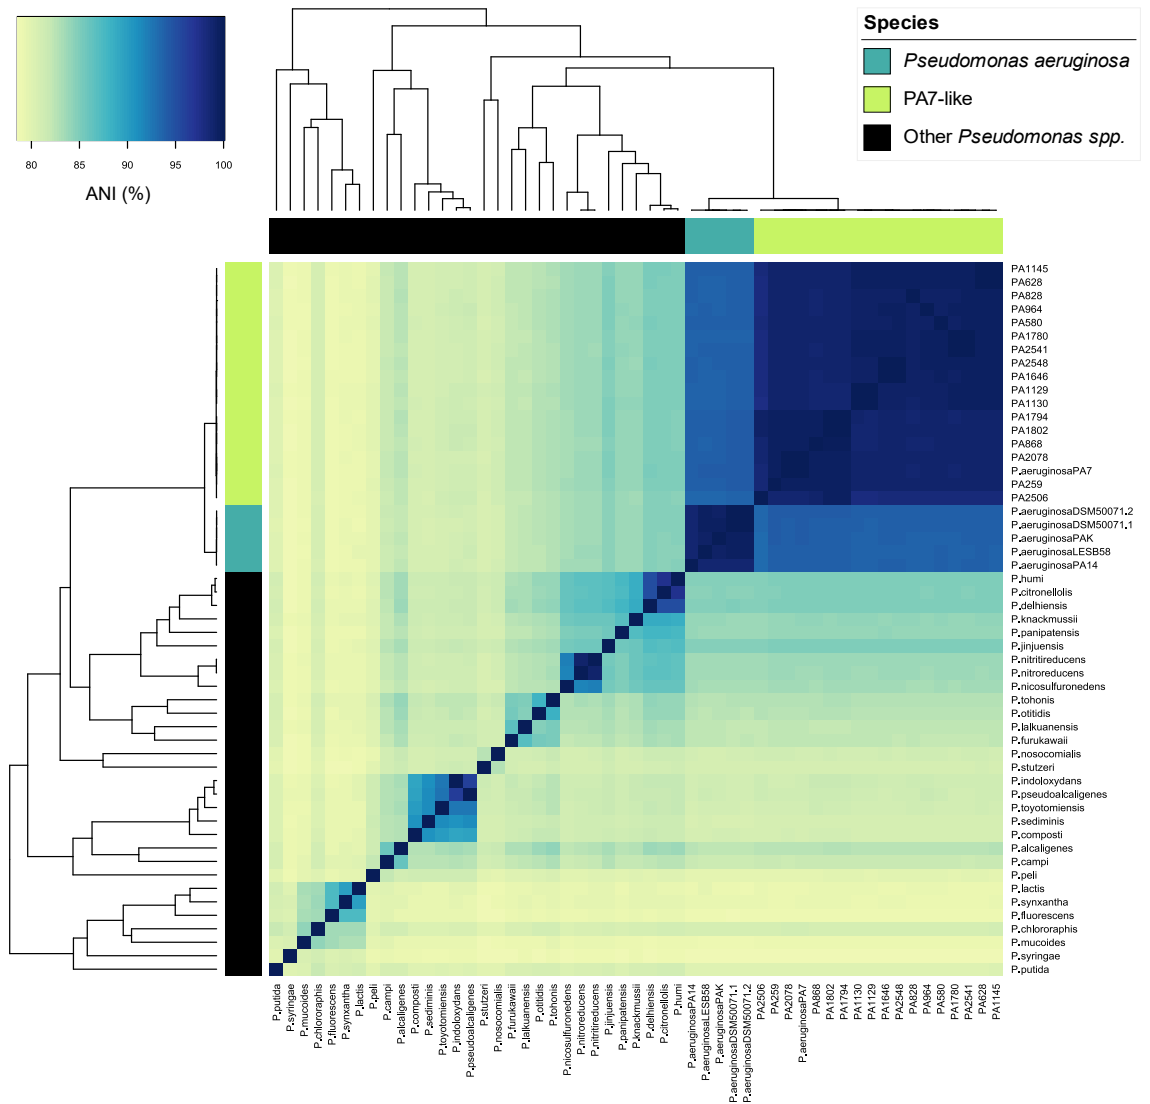 Species
Pseudomonas aeruginosa
PA7-like
Other Pseudomonas spp.
80 85 90 95 100
ANI (%)
PA1145
PA628
PA828
PA964
PA580
PA1780
PA2541
PA2548
PA1646
PA1129
PA1130
PA1794
PA1802
PA868
PA2078
P.aeruginosaPA7
PA259
PA2506
P.aeruginosaDSM50071.2
P.aeruginosaDSM50071.1
P.aeruginosaPAK
P.aeruginosaLESB58
P.aeruginosaPA14
P.humi
P.citronellolis
P.delhiensis
P.knackmussii
P.panipatensis
P.jinjuensis
P.nitritireducens
P.nitroreducens
P.nicosulfuronedens
P.tohonis
P.otitidis
P.lalkuanensis
P.furukawaii
P.nosocomialis
P.stutzeri
P.indoloxydans
P.pseudoalcaligenes
P.toyotomiensis
P.sediminis
P.composti
P.alcaligenes
P.campi
P.peli
P.lactis
P.synxantha
P.fluorescens
P.chlororaphis
P.mucoides
P.syringae
P.putida
P.putida
P.syringae
P.mucoides
P.chlororaphis
P.fluorescens
P.synxantha
P.lactis
P.peli
P.campi
P.alcaligenes
P.composti
P.sediminis
P.toyotomiensis
P.indoloxydans
P.pseudoalcaligenes
P.stutzeri
P.nosocomialis
P.furukawaii
P.lalkuanensis
P.otitidis
P.tohonis
P.nicosulfuronedens
P.nitroreducens
P.nitritireducens
P.jinjuensis
P.panipatensis
P.knackmussii
P.delhiensis
P.citronellolis
P.humi
P.aeruginosaPA14
P.aeruginosaLESB58
P.aeruginosaPAK
P.aeruginosaDSM50071.1
P.aeruginosaDSM50071.2
PA2506
PA259
PA2078
P.aeruginosaPA7
PA868
PA1802
PA1794
PA1130
PA1129
PA1646
PA2548
PA828
PA964
PA580
PA1780
PA2541
PA628
PA1145